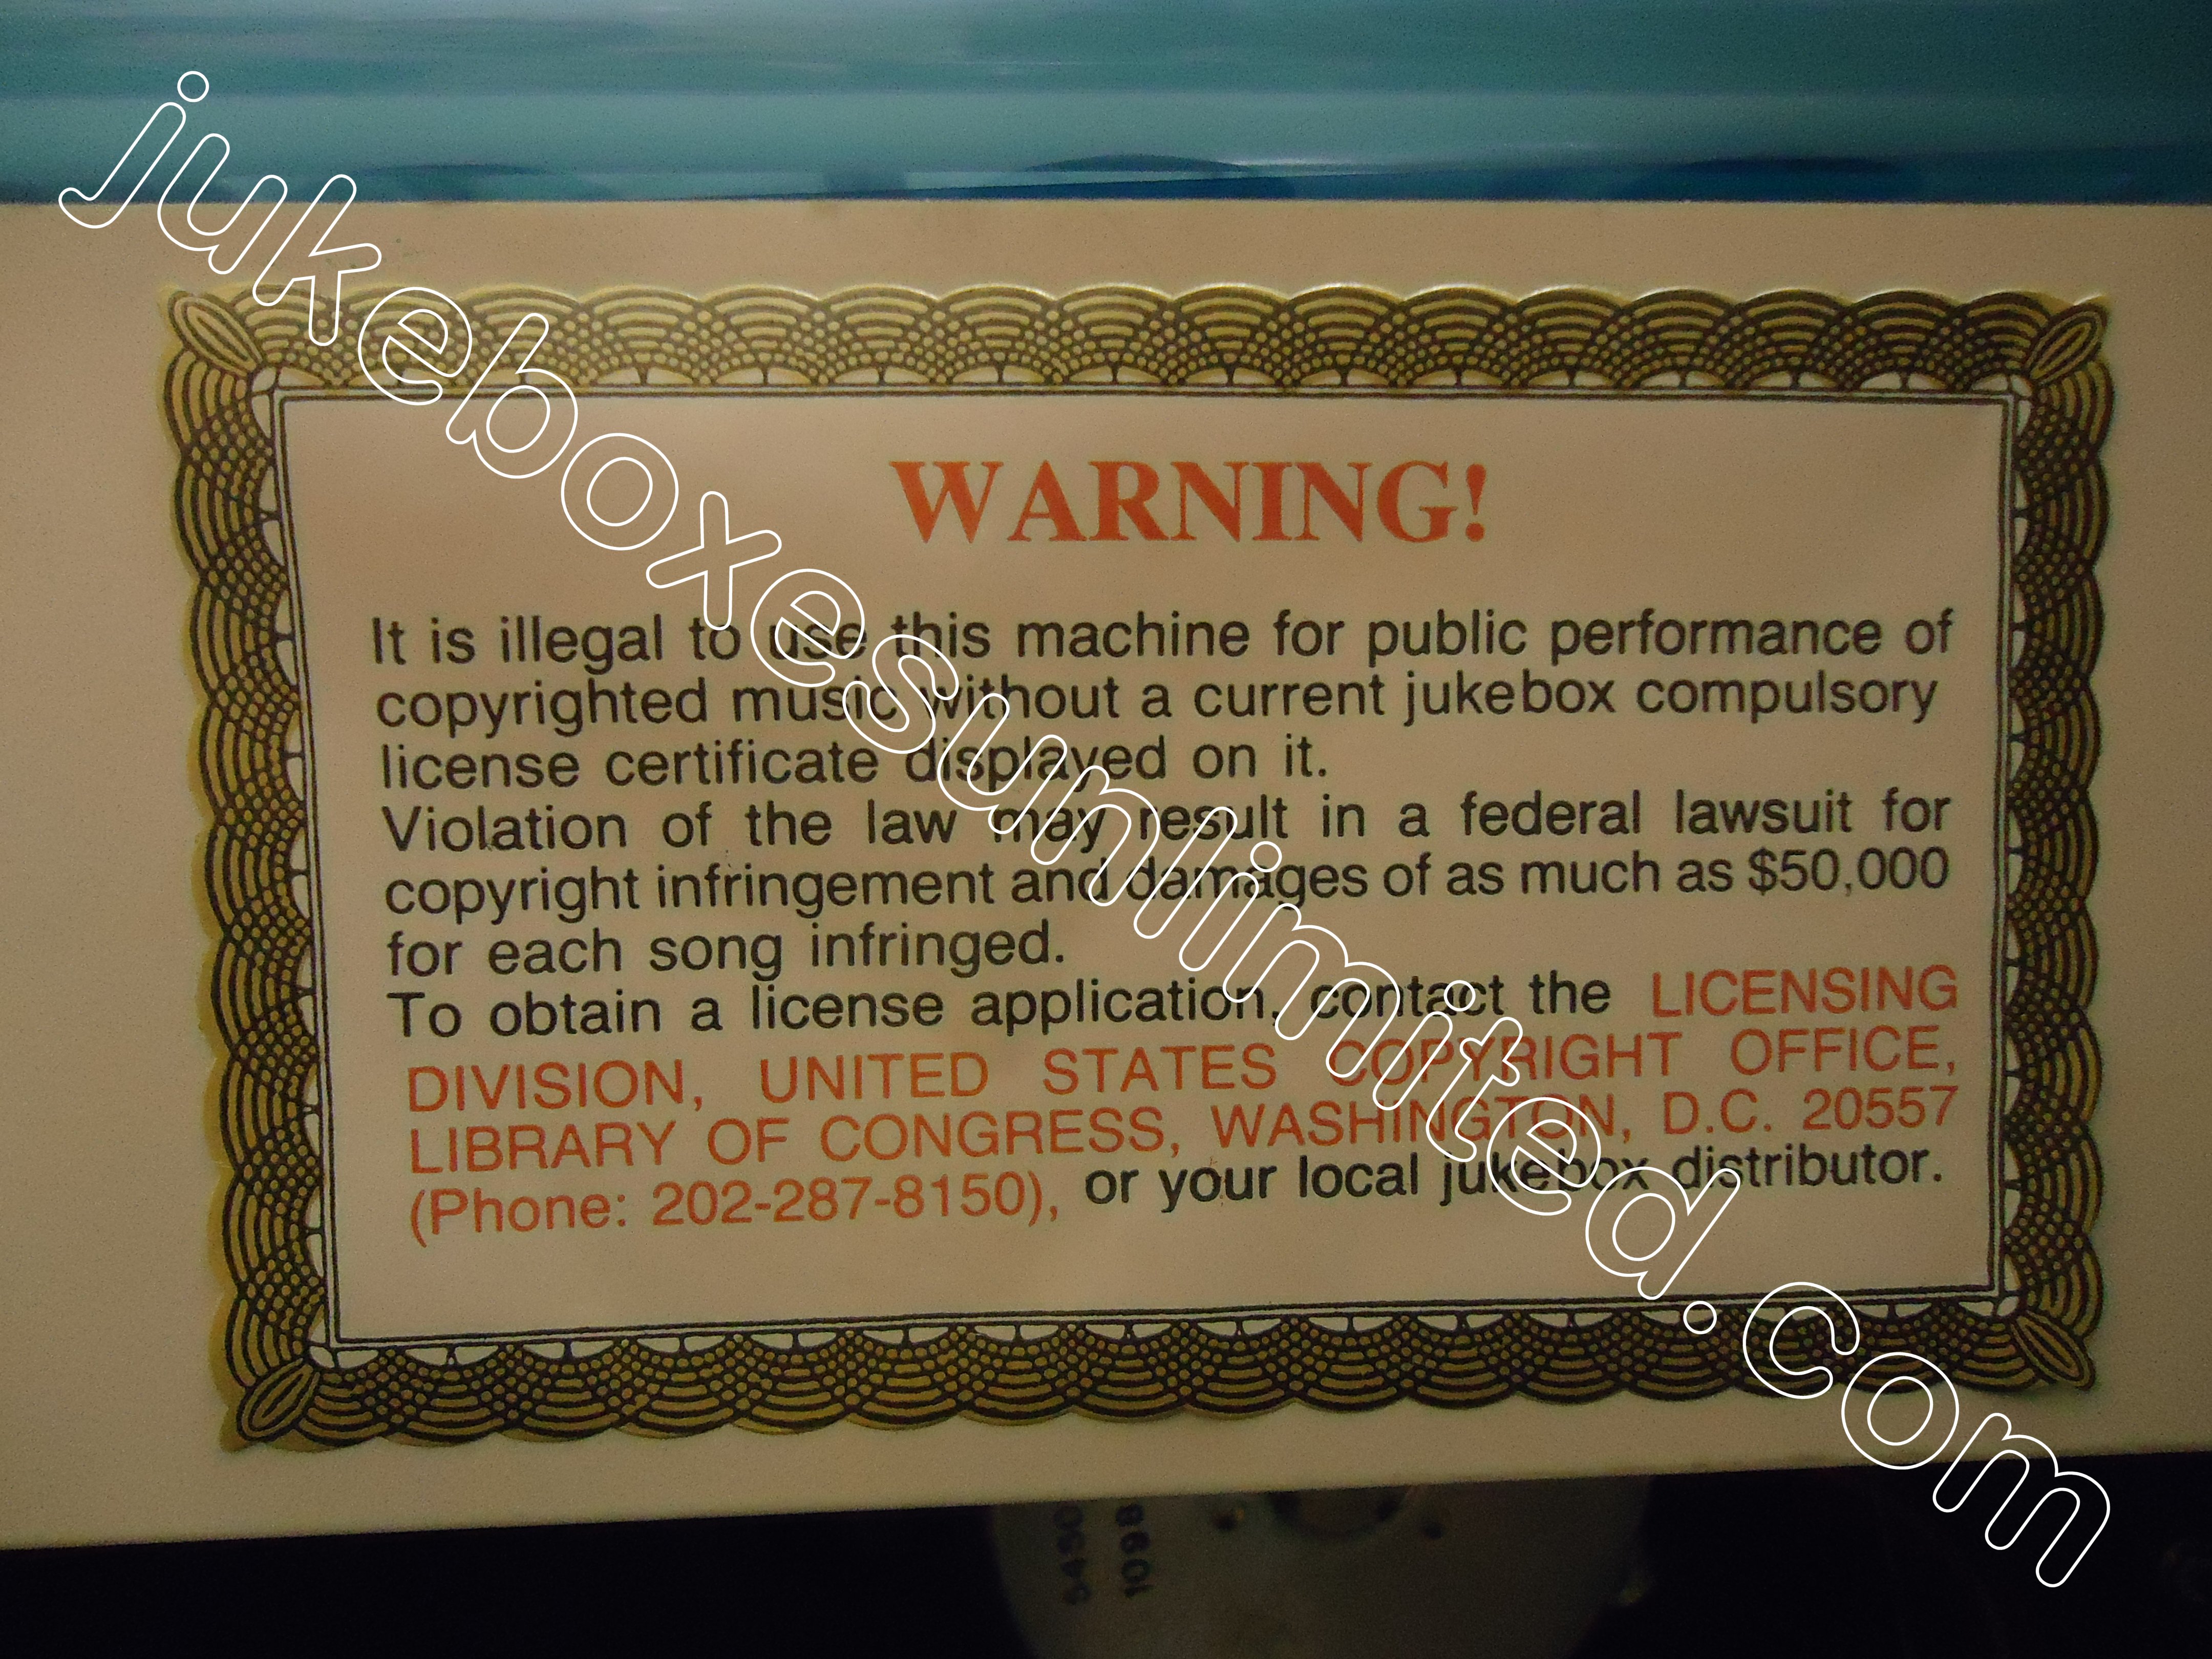 jukeboxesunlimited.com
WARNING!
It is illegal to use this machine for public performance of
copyrighted music without a current jukebox compulsory
license certificate displayed on it.
Violation of the law may result in a federal lawsuit for
copyright infringement and damages of as much as $50,000
for each song infringed.
To obtain a license application, contact the LICENSING
DIVISION, UNITED STATES COPYRIGHT OFFICE,
LIBRARY OF CONGRESS, WASHINGTON, D.C. 20557
(Phone: 202-287-8150), or your local jukebox distributor.
1098